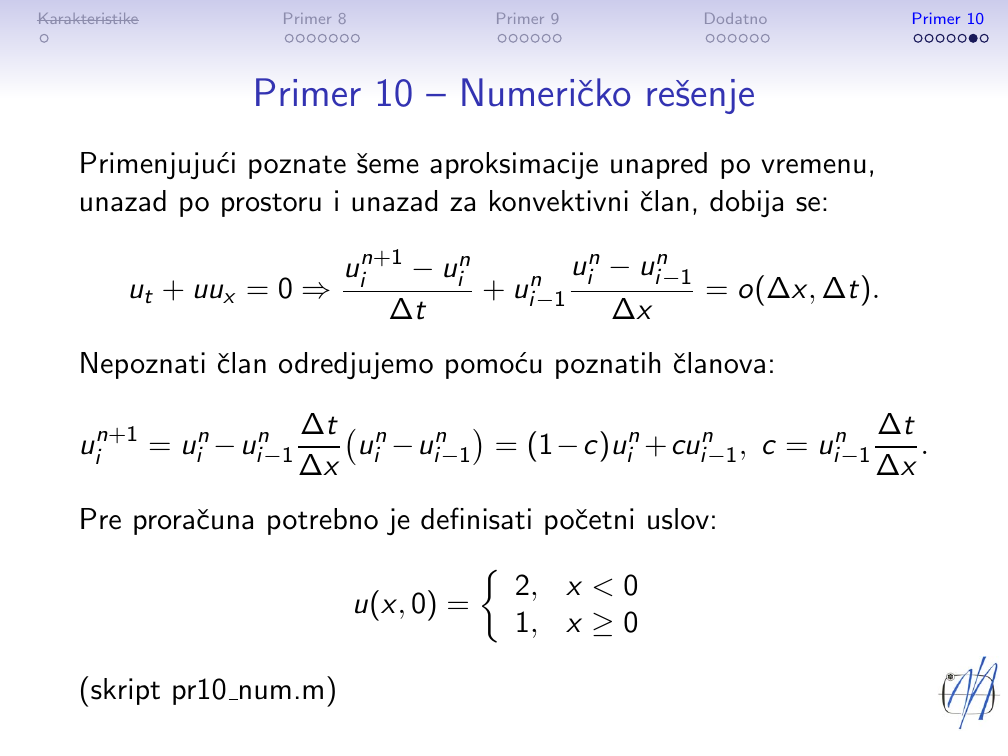 Karakteristike Primer 8 Primer 9 Dodatno Primer 10
Primer 10 – Numeričko rešenje
Primenjujući poznate šeme aproksimacije unapred po vremenu,
unazad po prostoru i unazad za konvektivni član, dobija se:
$u_t + uu_x = 0 \Rightarrow \frac{u_i^{n+1} - u_i^n}{\Delta t} + u_{i-1}^n \frac{u_i^n - u_{i-1}^n}{\Delta x} = o(\Delta x, \Delta t).$
Nepoznati član odredjujemo pomoću poznatih članova:
$u_i^{n+1} = u_i^n - u_{i-1}^n \frac{\Delta t}{\Delta x} (u_i^n - u_{i-1}^n) = (1 - c)u_i^n + cu_{i-1}^n, \; c = u_{i-1}^n \frac{\Delta t}{\Delta x}.$
Pre proračuna potrebno je definisati početni uslov:
$u(x, 0) = \begin{cases} 2, & x < 0 \\ 1, & x \geq 0 \end{cases}$
(skript pr10_num.m)